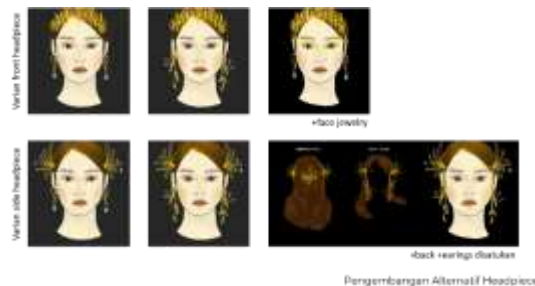 Varian front headpiece
+face jewelry
Varian side headpiece
+back +earings disatukan
Pengembangan Alternatif Headpiece